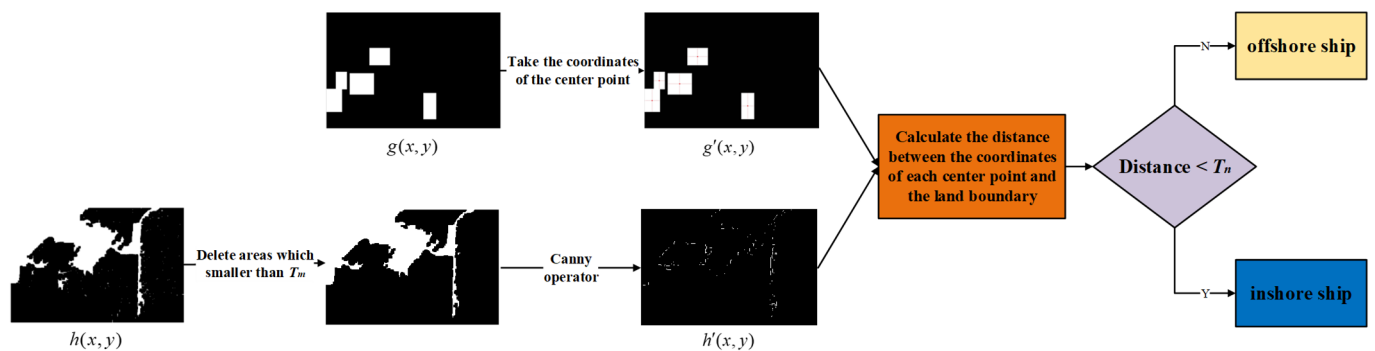 Take the coordinates
of the center point
g(x, y)
g′(x, y)
Delete areas which
smaller than Tm
Canny
operator
h(x, y)
h′(x, y)
Calculate the distance
between the coordinates
of each center point and
the land boundary
Distance < Tn
N
offshore ship
Y
inshore ship